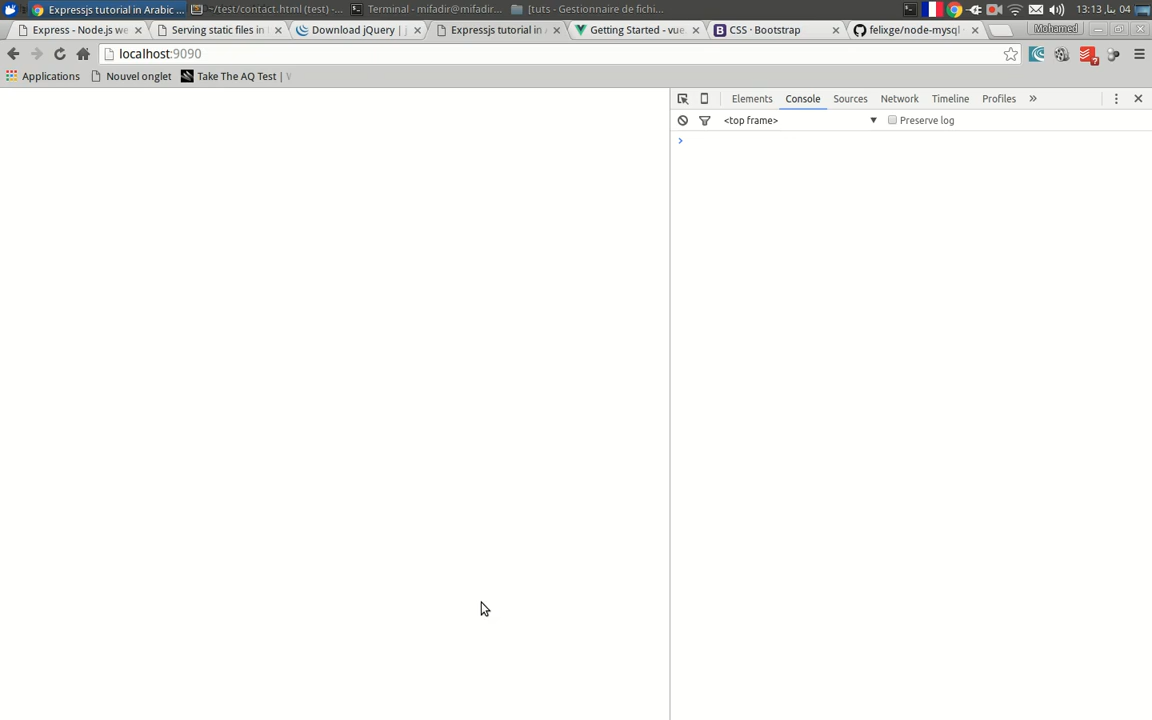 Expressjs tutorial in Arabic ... ~/test/contact.html (test) -... Terminal - mifadir@mifadir... [tuts - Gestionnaire de fichi... 13:13 ,04
Express - Node.js we Serving static files in Download jQuery | j Expressjs tutorial in A Getting Started - vue. CSS · Bootstrap felixge/node-mysql · Mohamed
localhost:9090
Applications Nouvel onglet Take The AQ Test |
Elements Console Sources Network Timeline Profiles »
<top frame> ▼ Preserve log
>